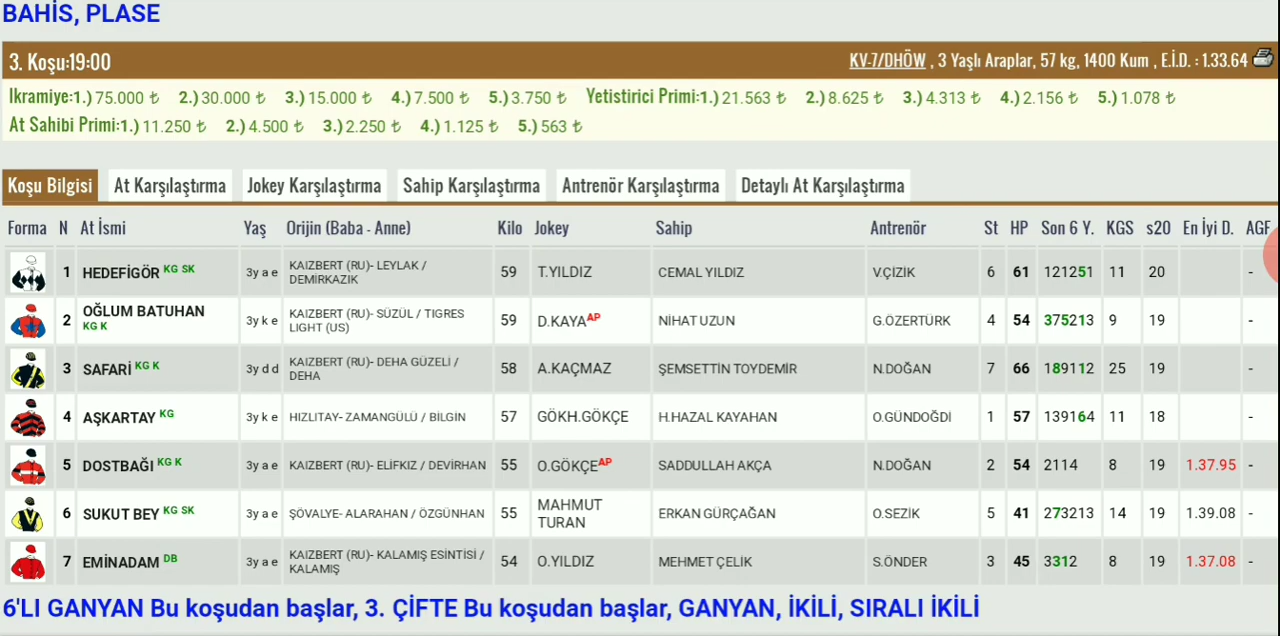 BAHİS, PLASE
3. Koşu:19:00 KV-7/DHÖW , 3 Yaşlı Araplar, 57 kg, 1400 Kum , E.İ.D. : 1.33.64
Ikramiye:1.) 75.000 ₺ 2.) 30.000 ₺ 3.) 15.000 ₺ 4.) 7.500 ₺ 5.) 3.750 ₺ Yetistirici Primi:1.) 21.563 ₺ 2.) 8.625 ₺ 3.) 4.313 ₺ 4.) 2.156 ₺ 5.) 1.078 ₺
At Sahibi Primi:1.) 11.250 ₺ 2.) 4.500 ₺ 3.) 2.250 ₺ 4.) 1.125 ₺ 5.) 563 ₺
Koşu Bilgisi At Karşılaştırma Jokey Karşılaştırma Sahip Karşılaştırma Antrenör Karşılaştırma Detaylı At Karşılaştırma
Forma N At İsmi Yaş Orijin (Baba - Anne) Kilo Jokey Sahip Antrenör St HP Son 6 Y. KGS s20 En İyi D. AGF
1 HEDEFİGÖR KG SK 3y a e KAIZBERT (RU)- LEYLAK / DEMİRKAZIK 59 T.YILDIZ CEMAL YILDIZ V.ÇİZİK 6 61 121251 11 20 -
2 OĞLUM BATUHAN KG K 3y k e KAIZBERT (RU)- SÜZÜL / TIGRES LIGHT (US) 59 D.KAYA AP NİHAT UZUN G.ÖZERTÜRK 4 54 375213 9 19 -
3 SAFARİ KG K 3y d d KAIZBERT (RU)- DEHA GÜZELİ / DEHA 58 A.KAÇMAZ ŞEMSETTİN TOYDEMİR N.DOĞAN 7 66 189112 25 19 -
4 AŞKARTAY KG 3y k e HIZLITAY- ZAMANGÜLÜ / BİLGİN 57 GÖKH.GÖKÇE H.HAZAL KAYAHAN O.GÜNDOĞDİ 1 57 139164 11 18 -
5 DOSTBAĞI KG K 3y a e KAIZBERT (RU)- ELİFKIZ / DEVİRHAN 55 O.GÖKÇE AP SADDULLAH AKÇA N.DOĞAN 2 54 2114 8 19 1.37.95 -
6 SUKUT BEY KG SK 3y a e ŞÖVALYE- ALARAHAN / ÖZGÜNHAN 55 MAHMUT TURAN ERKAN GÜRÇAĞAN O.SEZİK 5 41 273213 14 19 1.39.08 -
7 EMİNADAM DB 3y a e KAIZBERT (RU)- KALAMIŞ ESİNTİSİ / KALAMIŞ 54 O.YILDIZ MEHMET ÇELİK S.ÖNDER 3 45 3312 8 19 1.37.08 -
6'LI GANYAN Bu koşudan başlar, 3. ÇİFTE Bu koşudan başlar, GANYAN, İKİLİ, SIRALI İKİLİ